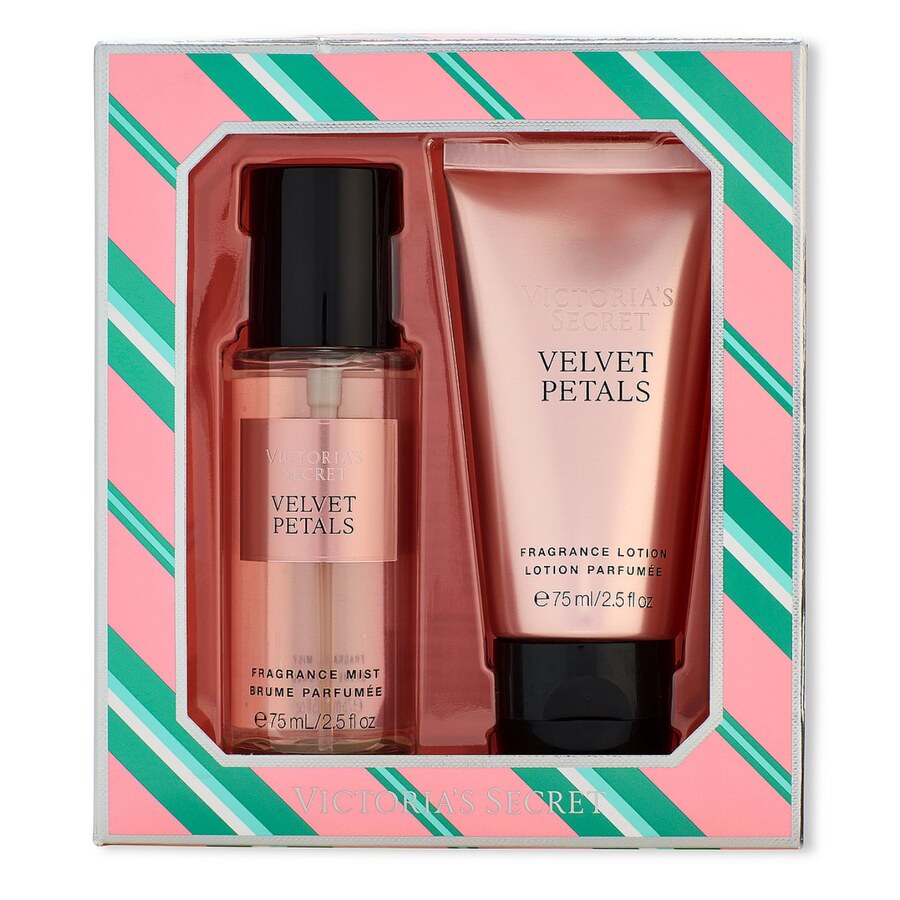 VICTORIA'S
SECRET
VELVET
PETALS
FRAGRANCE MIST
BRUME PARFUMÉE
℮75 mL/2.5 fl oz
VICTORIA'S
SECRET
VELVET
PETALS
FRAGRANCE LOTION
LOTION PARFUMÉE
℮75 ml/2.5 fl oz
VICTORIA'S SECRET